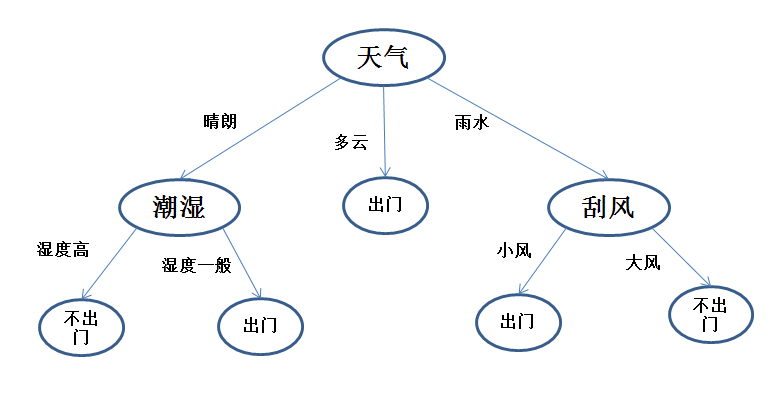 天气
晴朗
多云
雨水
潮湿
出门
刮风
湿度高
湿度一般
小风
大风
不出
门
出门
出门
不出
门